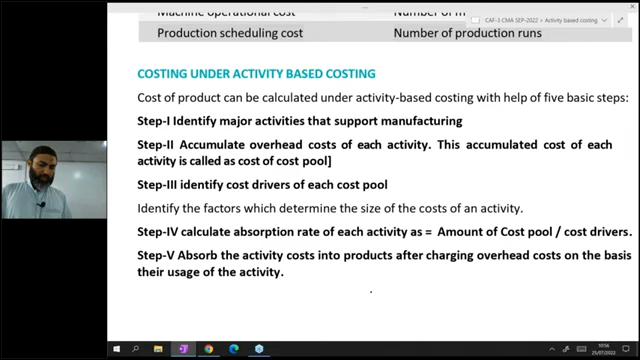 Machine operational cost Number of m
CAF-3 CMA SEP-2022 > Activity based costing
Production scheduling cost Number of production runs
COSTING UNDER ACTIVITY BASED COSTING
Cost of product can be calculated under activity-based costing with help of five basic steps:
Step-I Identify major activities that support manufacturing
Step-II Accumulate overhead costs of each activity. This accumulated cost of each
activity is called as cost of cost pool]
Step-III identify cost drivers of each cost pool
Identify the factors which determine the size of the costs of an activity.
Step-IV calculate absorption rate of each activity as = Amount of Cost pool / cost drivers.
Step-V Absorb the activity costs into products after charging overhead costs on the basis
their usage of the activity.
10:56
25/07/2022